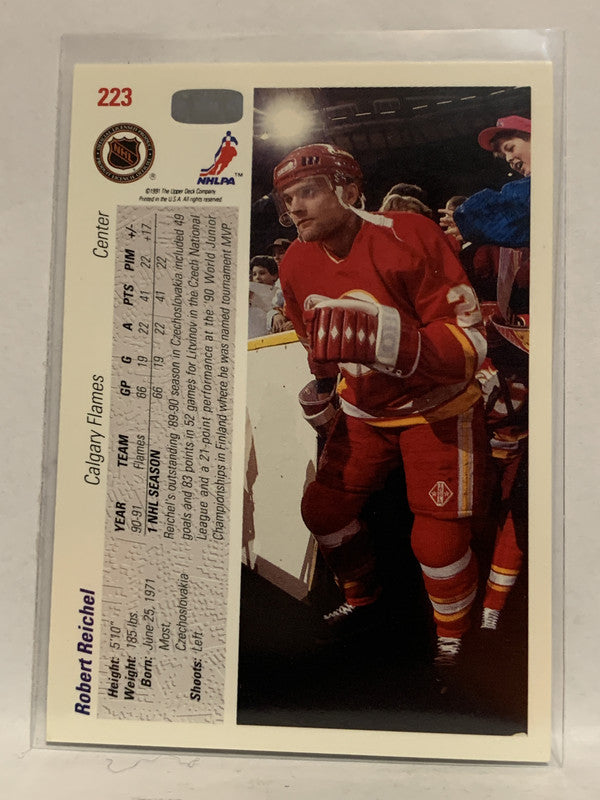 223
NHL
®
NHLPA
©1991 The Upper Deck Company
Printed in the U.S.A. All rights reserved.
Robert Reichel
Calgary Flames
Center
Height: 5'10"
Weight: 185 lbs.
Born: June 25, 1971
Most,
Czechoslovakia
Shoots: Left
YEAR TEAM GP G A PTS PIM +/-
90-91 Flames 66 19 22 41 22 +17
1 NHL SEASON 66 19 22 41 22
Reichel's outstanding '89-90 season in Czechoslovakia included 49
goals and 83 points in 52 games for Litvinov in the Czech National
League and a 21-point performance at the '90 World Junior
Championships in Finland where he was named tournament MVP.